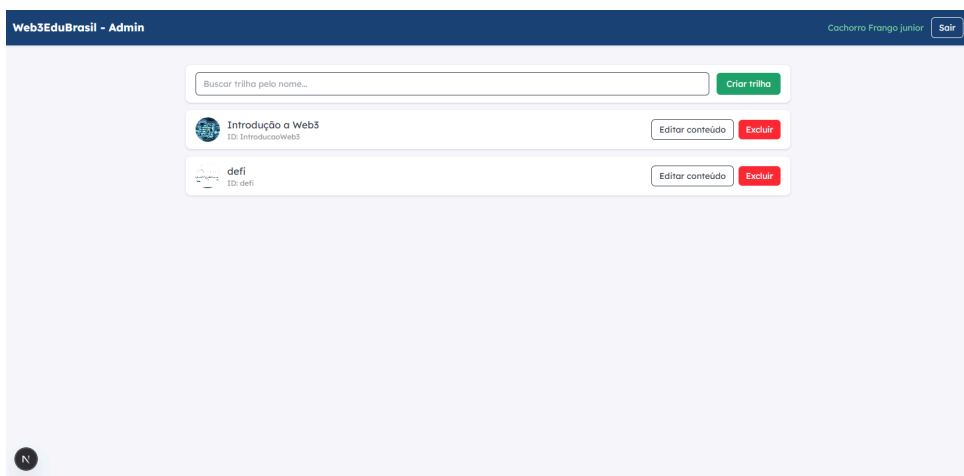 Web3EduBrasil - Admin
Cachorro Frango junior Sair
Buscar trilha pelo nome... Criar trilha
Introdução a Web3
ID: IntroducaoWeb3
Editar conteúdo Excluir
defi
ID: defi
Editar conteúdo Excluir
N